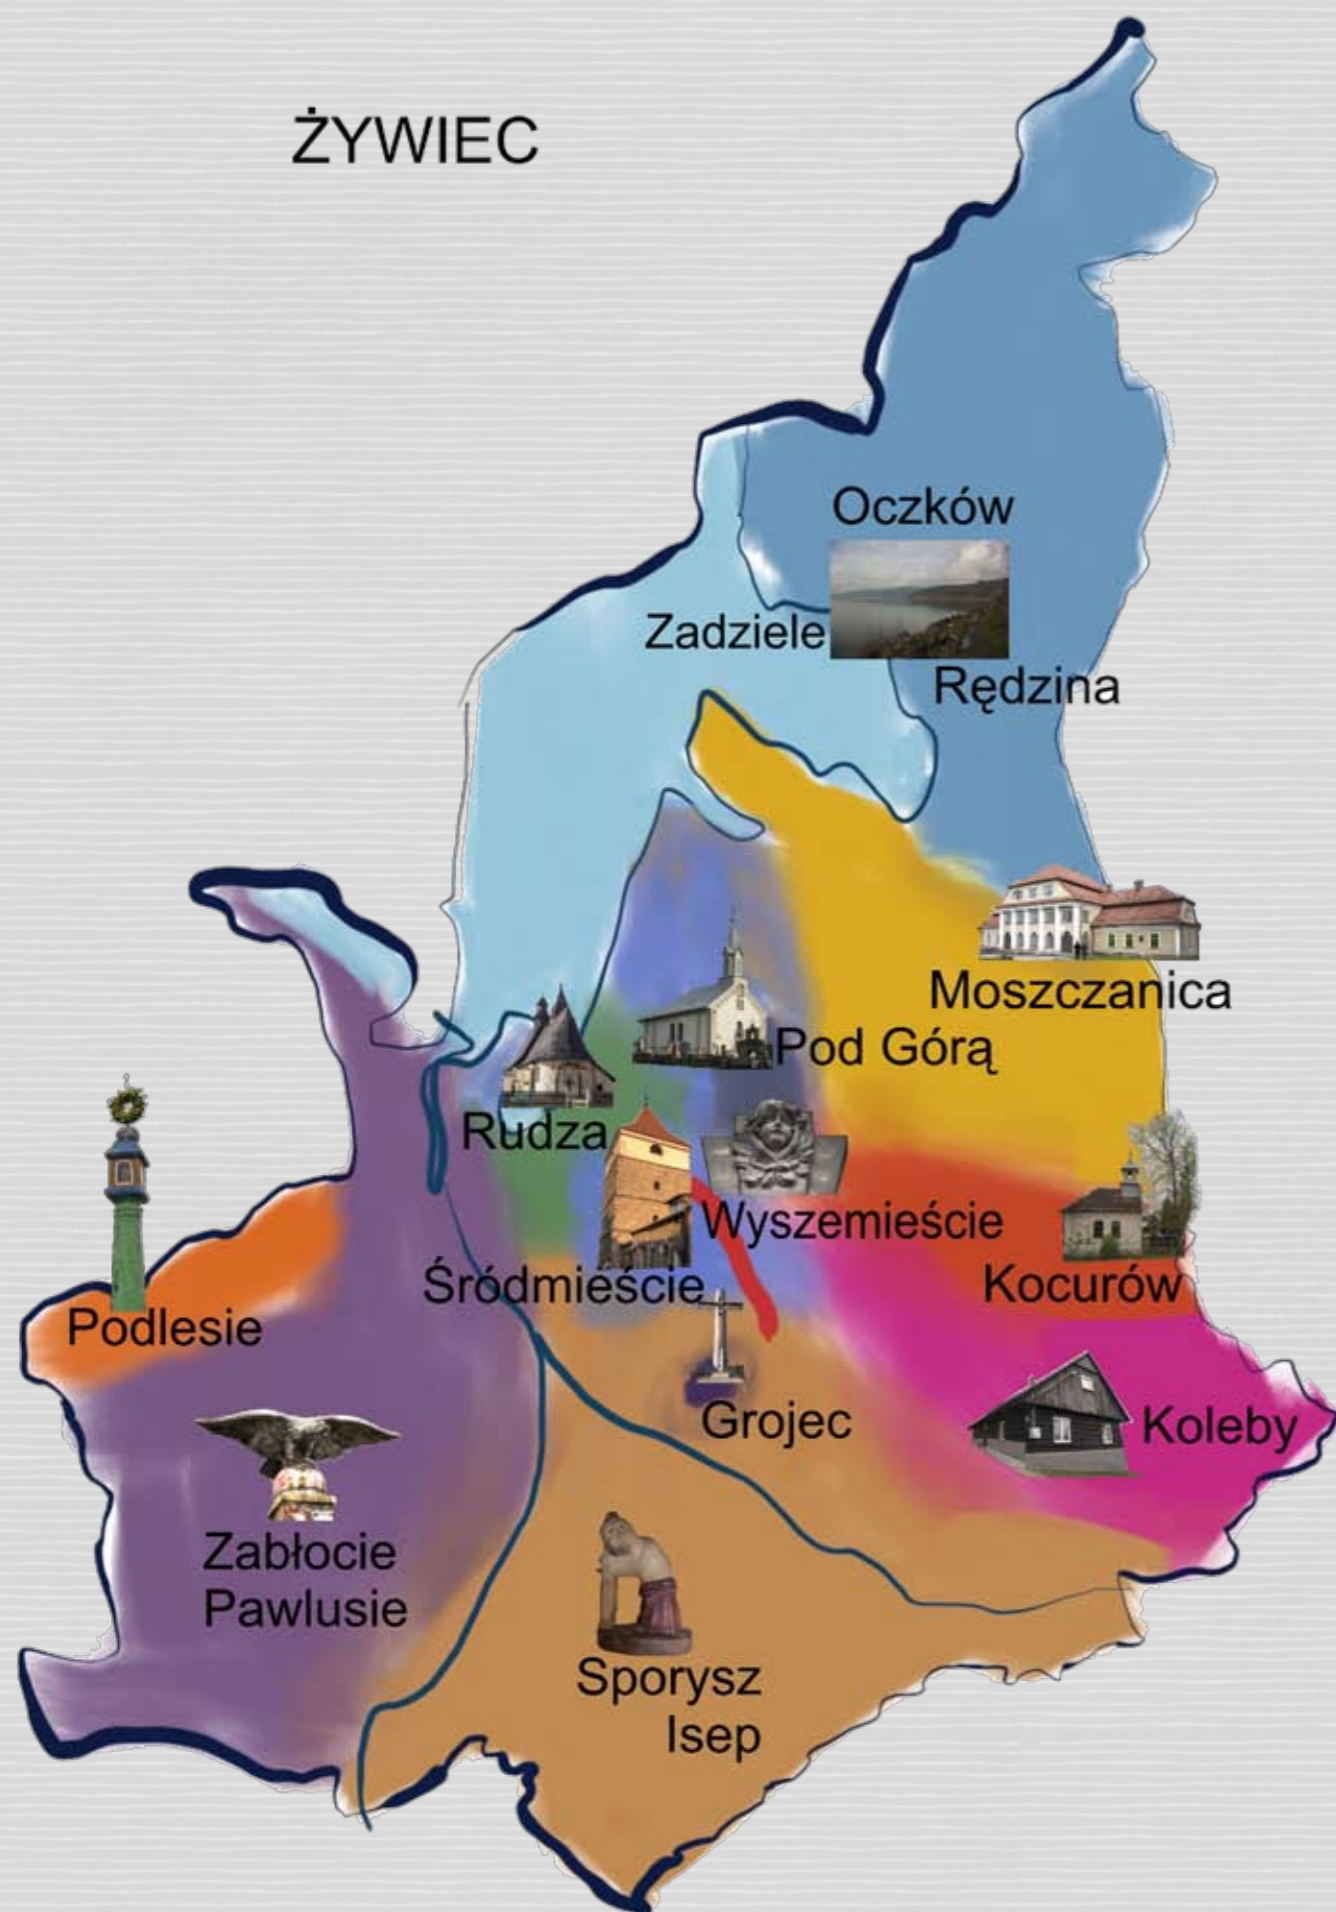 ŻYWIEC
Oczków
Zadziele
Rędzina
Moszczanica
Pod Górą
Rudza
Wyszemieście
Śródmieście
Kocurów
Podlesie
Grojec
Koleby
Zabłocie
Pawlusie
Sporysz
Isep